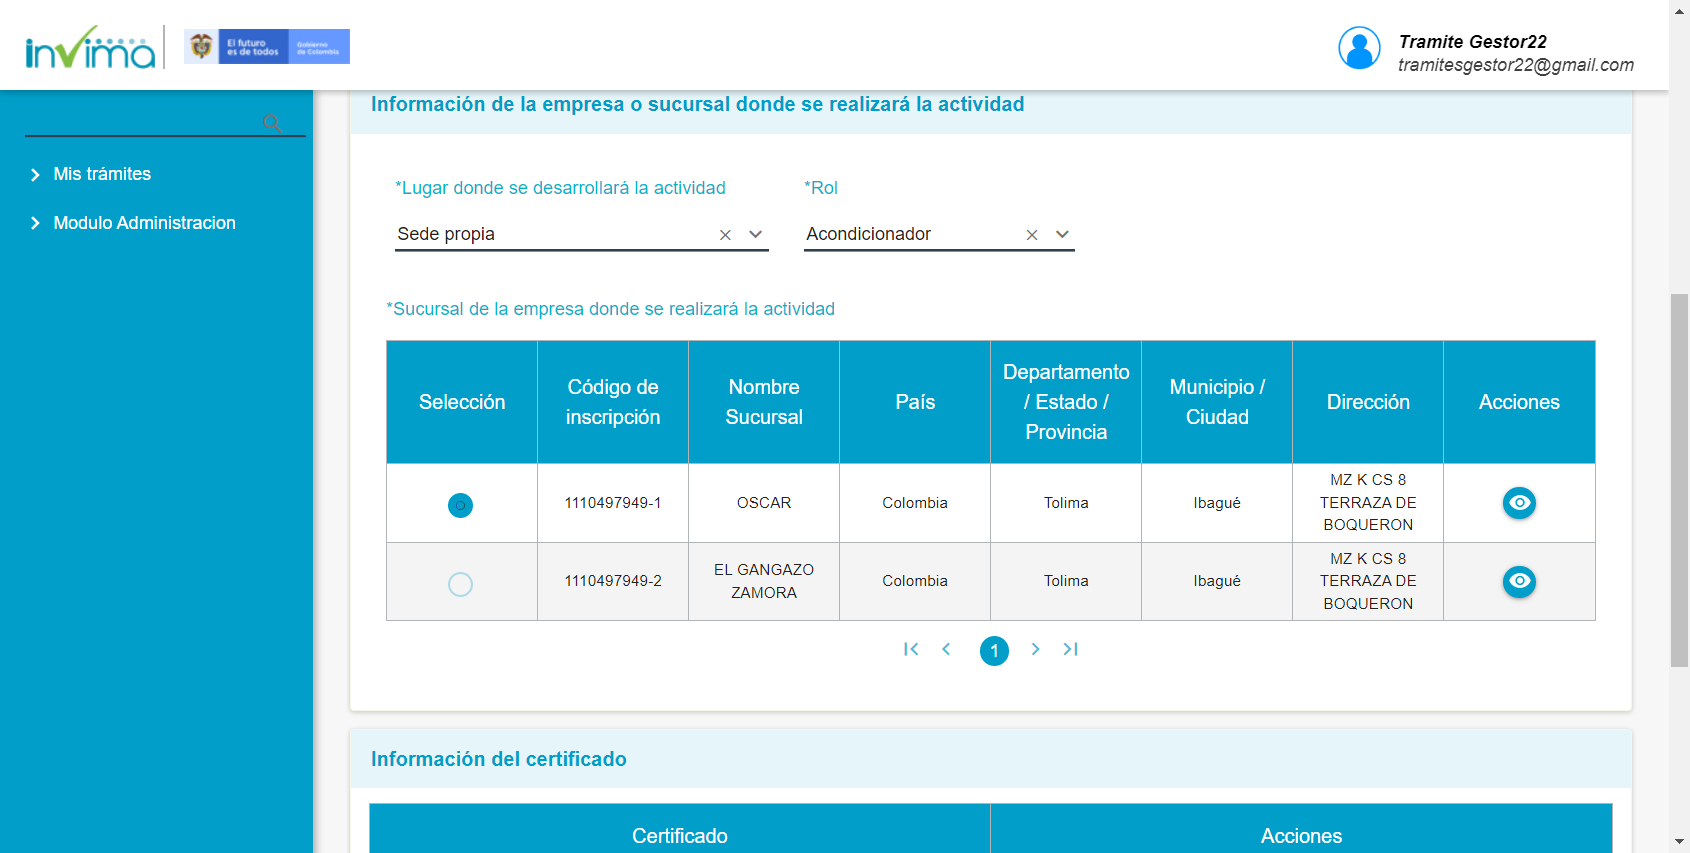 invima
El futuro
es de todos
Gobierno
de Colombia
Tramite Gestor22
tramitesgestor22@gmail.com
Mis trámites
Modulo Administracion
Información de la empresa o sucursal donde se realizará la actividad
*Lugar donde se desarrollará la actividad
*Rol
Sede propia
Acondicionador
*Sucursal de la empresa donde se realizará la actividad
Selección
Código de
inscripción
Nombre
Sucursal
País
Departamento
/ Estado /
Provincia
Municipio /
Ciudad
Dirección
Acciones
1110497949-1
OSCAR
Colombia
Tolima
Ibagué
MZ K CS 8
TERRAZA DE
BOQUERON
1110497949-2
EL GANGAZO
ZAMORA
Colombia
Tolima
Ibagué
MZ K CS 8
TERRAZA DE
BOQUERON
1
Información del certificado
Certificado
Acciones